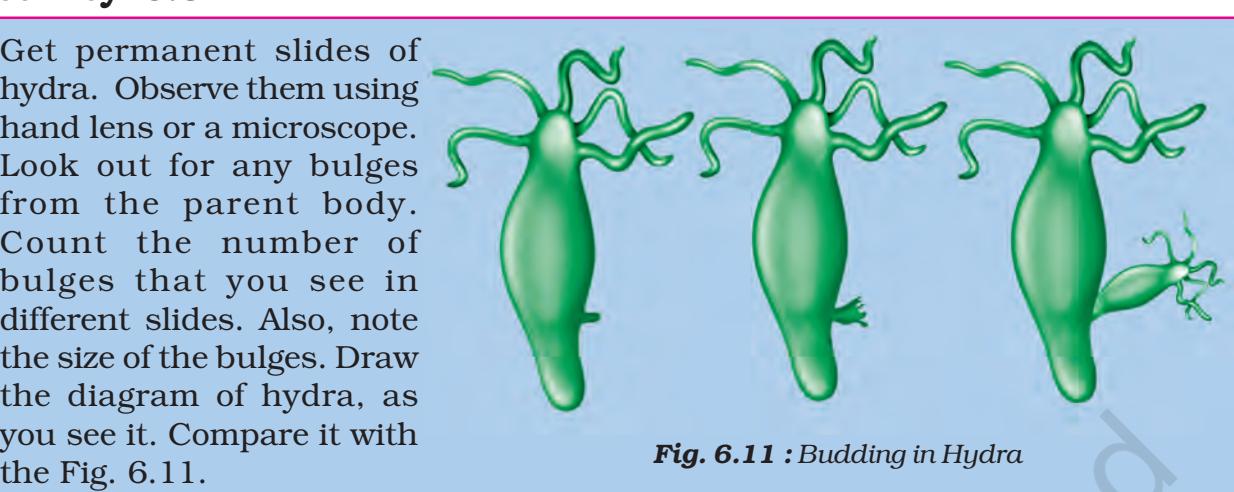 Get permanent slides of
hydra. Observe them using
hand lens or a microscope.
Look out for any bulges
from the parent body.
Count the number of
bulges that you see in
different slides. Also, note
the size of the bulges. Draw
the diagram of hydra, as
you see it. Compare it with
the Fig. 6.11.
Fig. 6.11 : Budding in Hydra
d